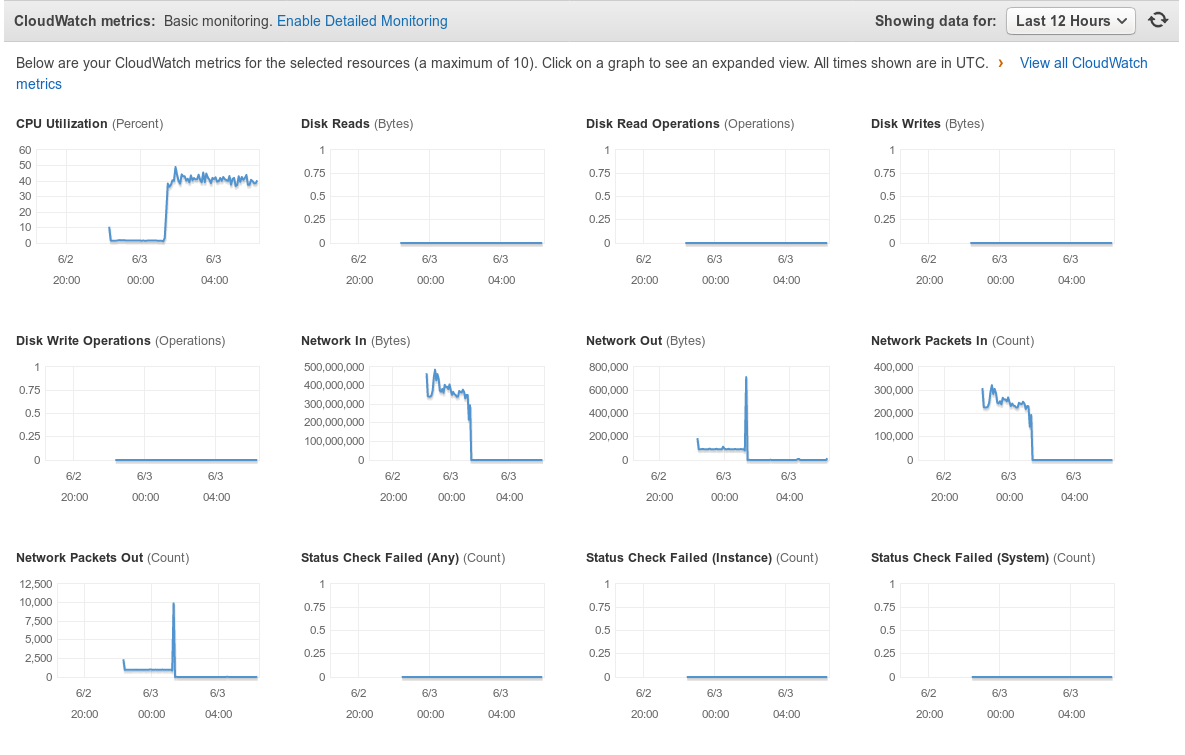 CloudWatch metrics: Basic monitoring. Enable Detailed Monitoring Showing data for: Last 12 Hours
Below are your CloudWatch metrics for the selected resources (a maximum of 10). Click on a graph to see an expanded view. All times shown are in UTC. › View all CloudWatch
metrics
CPU Utilization (Percent)
60
50
40
30
20
10
0
6/2 6/3 6/3
20:00 00:00 04:00
Disk Reads (Bytes)
1
0.75
0.5
0.25
0
6/2 6/3 6/3
20:00 00:00 04:00
Disk Read Operations (Operations)
1
0.75
0.5
0.25
0
6/2 6/3 6/3
20:00 00:00 04:00
Disk Writes (Bytes)
1
0.75
0.5
0.25
0
6/2 6/3 6/3
20:00 00:00 04:00
Disk Write Operations (Operations)
1
0.75
0.5
0.25
0
6/2 6/3 6/3
20:00 00:00 04:00
Network In (Bytes)
500,000,000
400,000,000
300,000,000
200,000,000
100,000,000
0
6/2 6/3 6/3
20:00 00:00 04:00
Network Out (Bytes)
800,000
600,000
400,000
200,000
0
6/2 6/3 6/3
20:00 00:00 04:00
Network Packets In (Count)
400,000
300,000
200,000
100,000
0
6/2 6/3 6/3
20:00 00:00 04:00
Network Packets Out (Count)
12,500
10,000
7,500
5,000
2,500
0
6/2 6/3 6/3
20:00 00:00 04:00
Status Check Failed (Any) (Count)
1
0.75
0.5
0.25
0
6/2 6/3 6/3
20:00 00:00 04:00
Status Check Failed (Instance) (Count)
1
0.75
0.5
0.25
0
6/2 6/3 6/3
20:00 00:00 04:00
Status Check Failed (System) (Count)
1
0.75
0.5
0.25
0
6/2 6/3 6/3
20:00 00:00 04:00